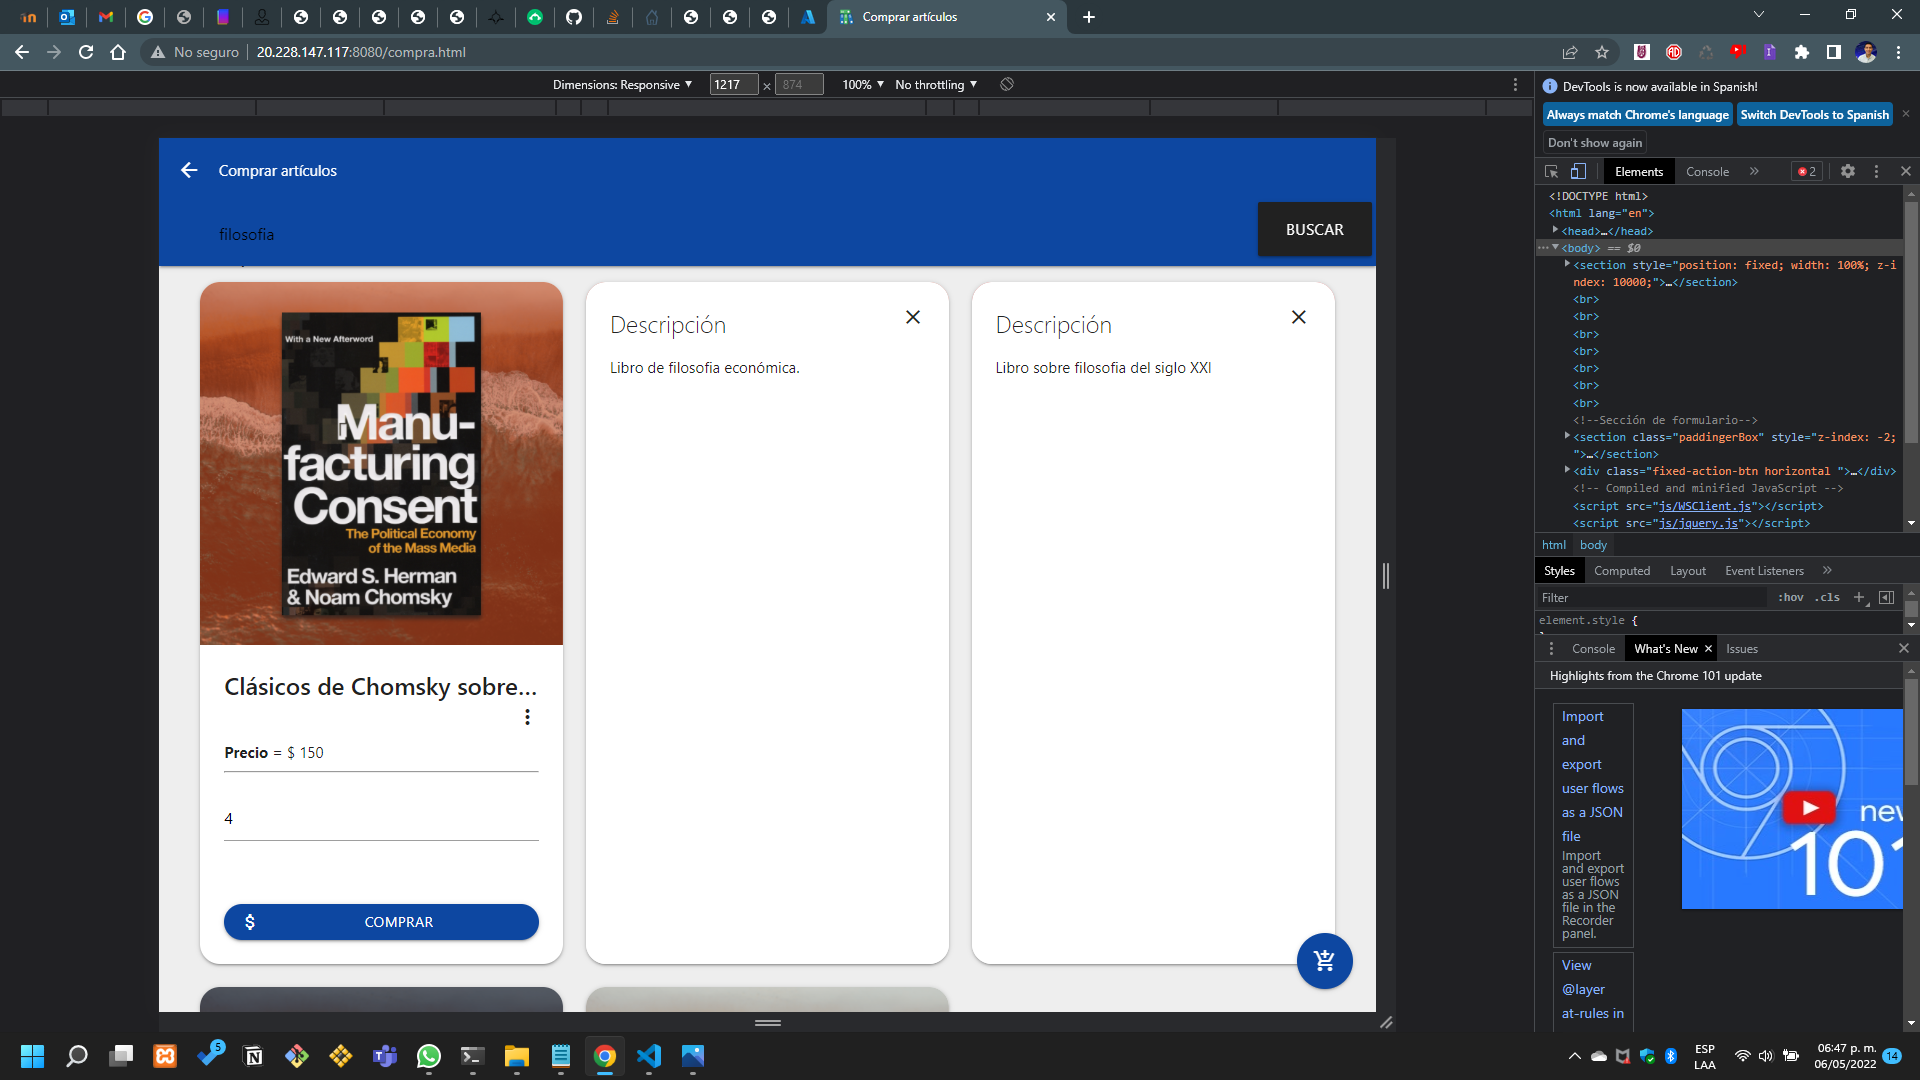 Comprar artículos
No seguro
20.228.147.117:8080/compra.html
Dimensions: Responsive
1217
×
874
100%
No throttling
DevTools is now available in Spanish!
Always match Chrome's language
Switch DevTools to Spanish
Don't show again
Comprar artículos
filosofia
BUSCAR
With a New Afterword
Manu-
facturing
Consent
The Political Economy
of the Mass Media
Edward S. Herman
& Noam Chomsky
Clásicos de Chomsky sobre...
Precio = $ 150
4
$ COMPRAR
Descripción
Libro de filosofia económica.
Descripción
Libro sobre filosofia del siglo XXI
Elements
Console
2
<!DOCTYPE html>
<html lang="en">
<head>…</head>
<body> == $0
<section style="position: fixed; width: 100%; z-i
ndex: 10000;">…</section>
<br>
<br>
<br>
<br>
<br>
<br>
<br>
<!--Sección de formulario-->
<section class="paddingerBox" style="z-index: -2;
">…</section>
<div class="fixed-action-btn horizontal ">…</div>
<!-- Compiled and minified JavaScript -->
<script src="js/WSClient.js"></script>
<script src="js/jquery.js"></script>
html
body
Styles
Computed
Layout
Event Listeners
Filter
:hov
.cls
element.style {
Console
What's New
Issues
Highlights from the Chrome 101 update
Import
and
export
user flows
as a JSON
file
Import
and export
user flows
as a JSON
file in the
Recorder
panel.
View
@layer
at-rules in
new
101
5
ESP
LAA
06:47 p. m.
06/05/2022
14